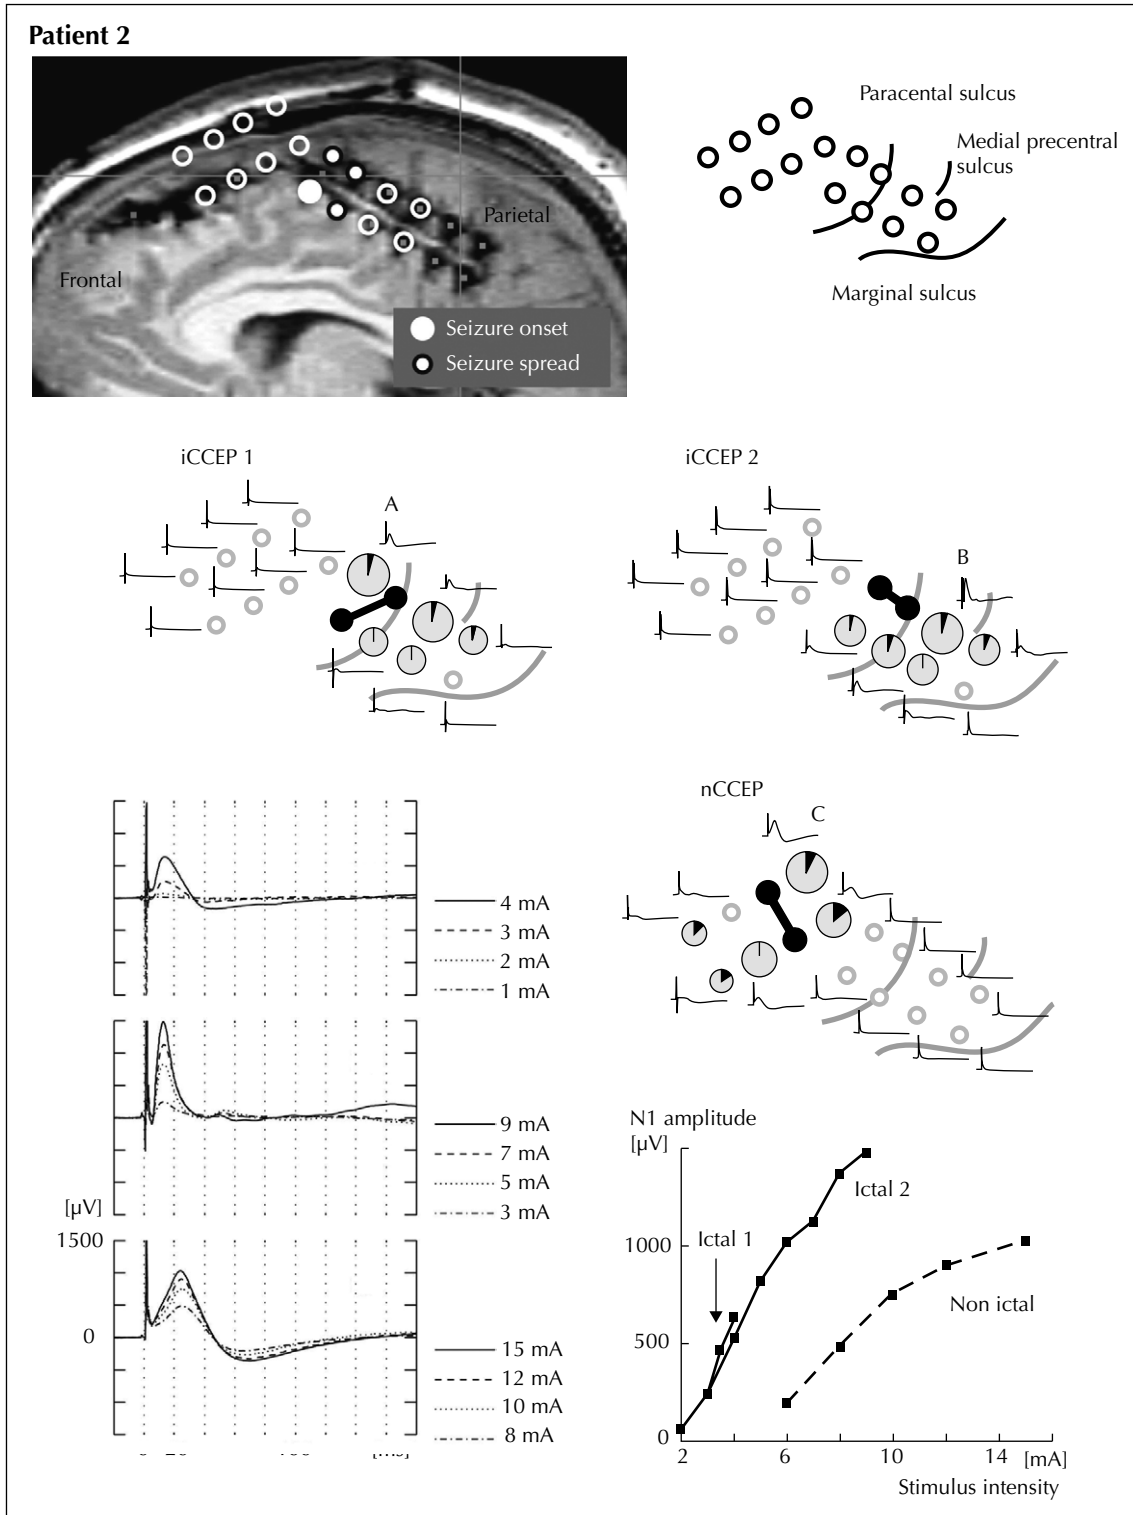 Patient 2
Paracental sulcus
Medial precentral
sulcus
Parietal
Frontal
Marginal sulcus
Seizure onset
Seizure spread
iCCEP 1
iCCEP 2
A
B
nCCEP
C
4 mA
3 mA
2 mA
1 mA
9 mA
7 mA
5 mA
3 mA
[µV]
1500
0
15 mA
12 mA
10 mA
8 mA
N1 amplitude
[µV]
Ictal 2
Ictal 1
1000
Non ictal
500
0
2
6
10
14
[mA]
Stimulus intensity